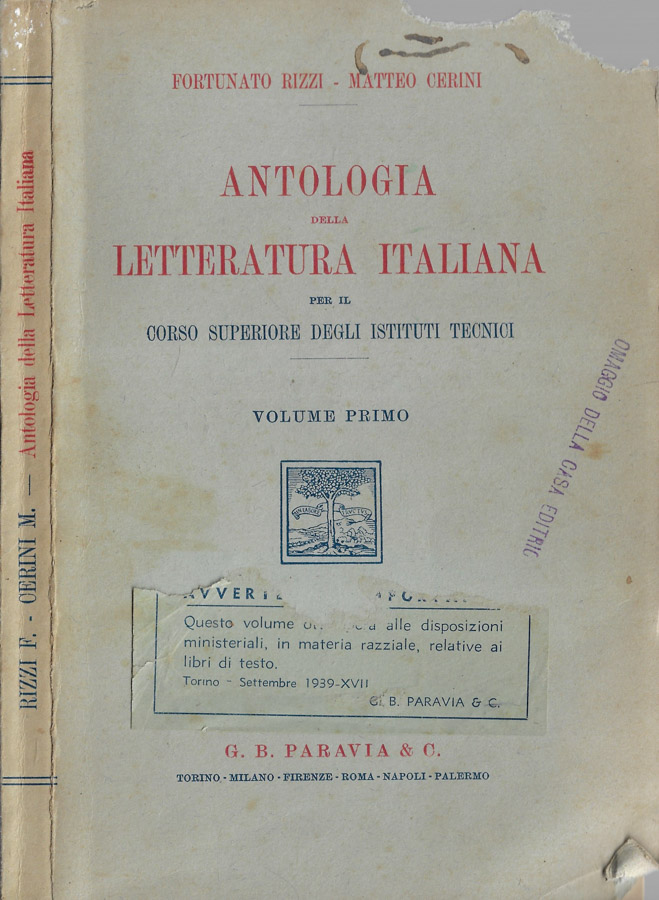 FORTUNATO RIZZI - MATTEO CERINI
ANTOLOGIA
DELLA
LETTERATURA ITALIANA
PER IL
CORSO SUPERIORE DEGLI ISTITUTI TECNICI
VOLUME PRIMO
OMAGGIO DELLA CASA EDITRIC
Questo volume alle disposizioni
ministeriali, in materia razziale, relative ai
libri di testo.
Torino - Settembre 1939-XVII
G. B. PARAVIA & C.
G. B. PARAVIA & C.
TORINO - MILANO - FIRENZE - ROMA - NAPOLI - PALERMO
RIZZI F. - CERINI M. — Antologia della Letteratura Italiana